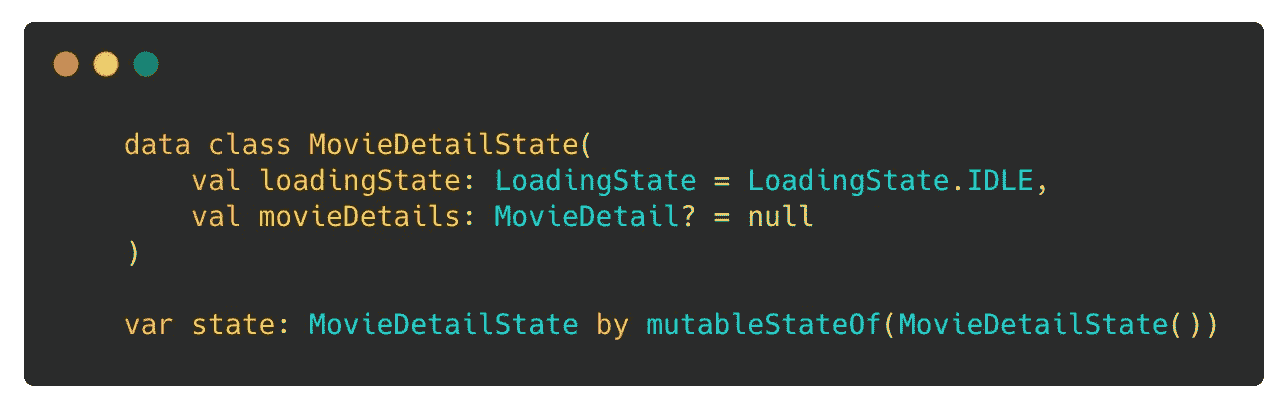 data class MovieDetailState(
    val loadingState: LoadingState = LoadingState.IDLE,
    val movieDetails: MovieDetail? = null
)
var state: MovieDetailState by mutableStateOf(MovieDetailState())